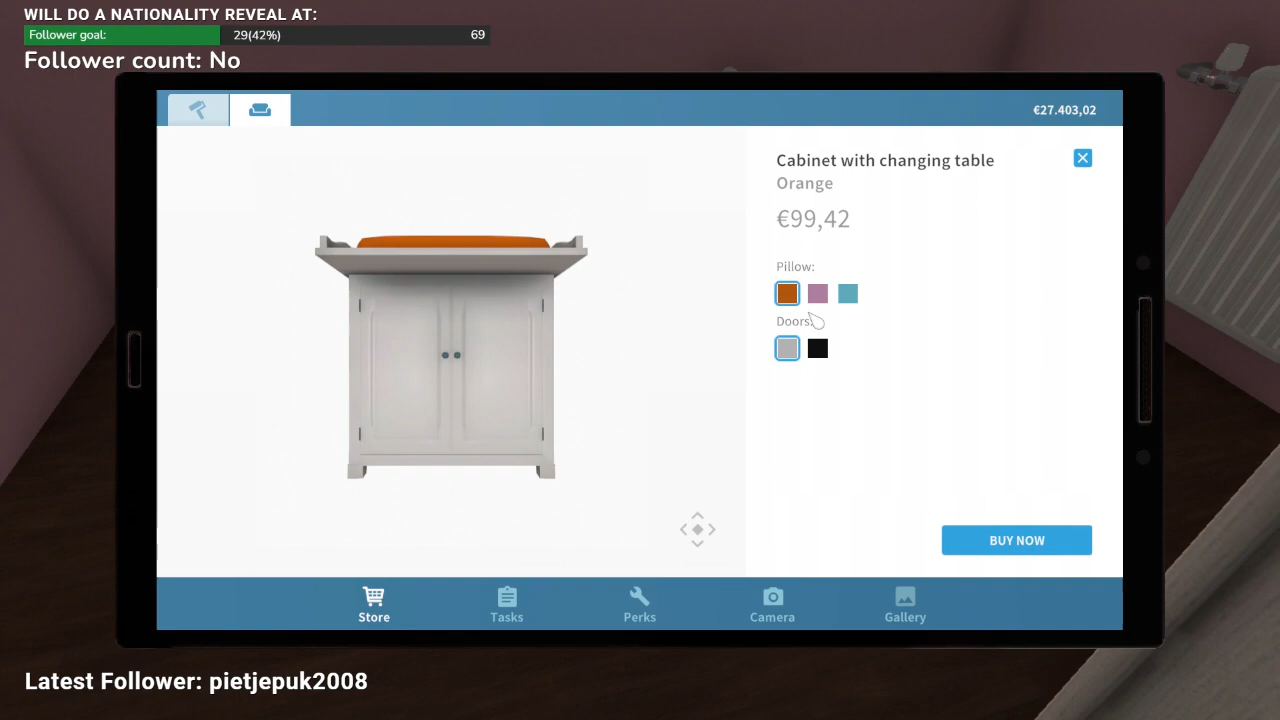 WILL DO A NATIONALITY REVEAL AT:
Follower goal: 29(42%) 69
Follower count: No
€27.403,02
Cabinet with changing table
Orange
€99,42
Pillow:
Doors:
BUY NOW
Store Tasks Perks Camera Gallery
Latest Follower: pietjepuk2008